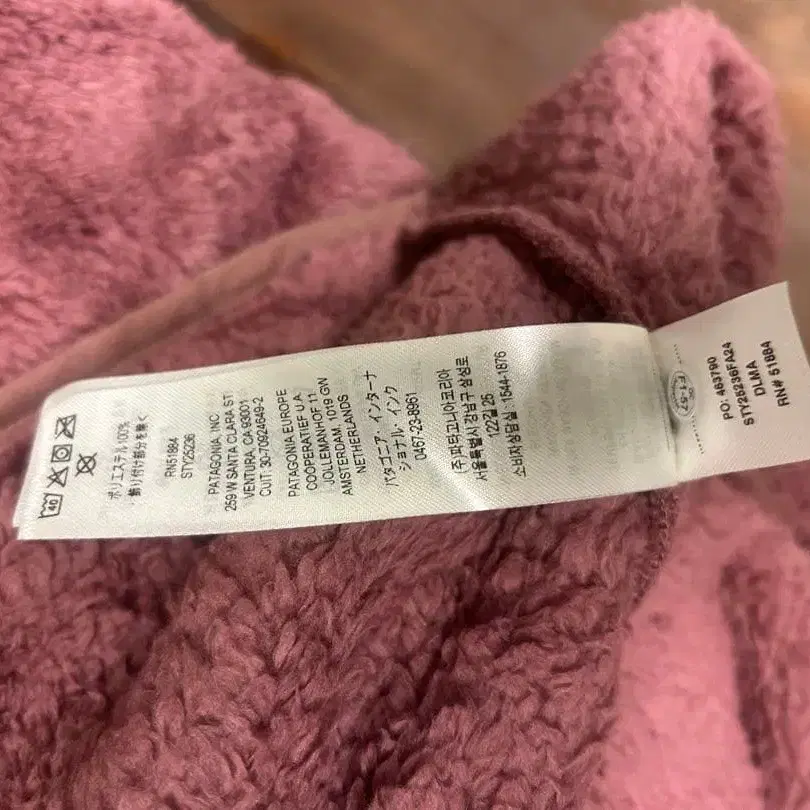 40
ポリエステル 100%
飾り付け部分を除く
RN51884
STY25236
PATAGONIA, INC.
259 W SANTA CLARA ST
VENTURA, CA 93001
CUIT: 30-70924649-2
PATAGONIA EUROPE
COOPERATIEF U.A.
JOLLEMANHOF 11
AMSTERDAM, 1019 GW
NETHERLANDS
パタゴニア・インターナ
ショナル・インク
0467-23-8961
(주)파타고니아코리아
서울특별시 강남구 삼성로
122길 25
소비자상담실: 1544-1876
F1-57
PO: 463790
STY25236FA24
DLMA
RN# 51884